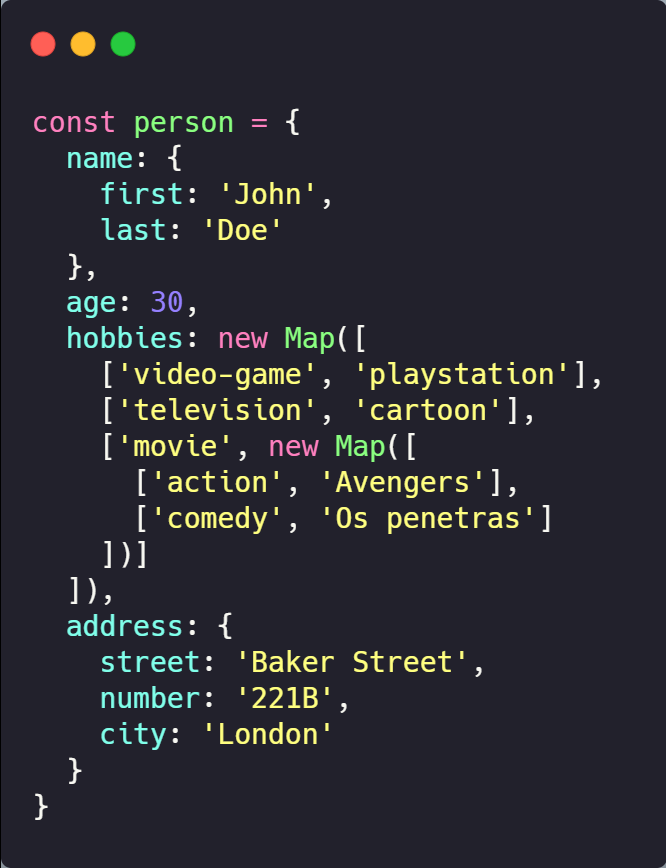 const person = {
  name: {
    first: 'John',
    last: 'Doe'
  },
  age: 30,
  hobbies: new Map([
    ['video-game', 'playstation'],
    ['television', 'cartoon'],
    ['movie', new Map([
      ['action', 'Avengers'],
      ['comedy', 'Os penetras']
    ])]
  ]),
  address: {
    street: 'Baker Street',
    number: '221B',
    city: 'London'
  }
}